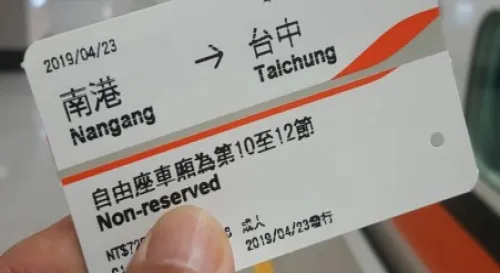 2019/04/23
南港 → 台中
Nangang Taichung
自由座車廂為第10至12節
Non-reserved
NT$ 成人
2019/04/23發行